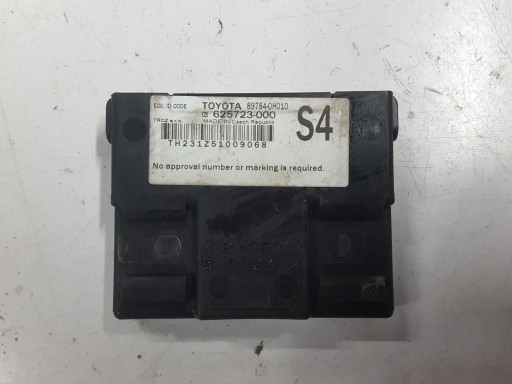 ECU, ID CODE TOYOTA 89784-0H010
625723-000
TRCZ s.r.o. MADE IN Czech Republic
S4
TH231Z51009068
No approval number or marking is required.